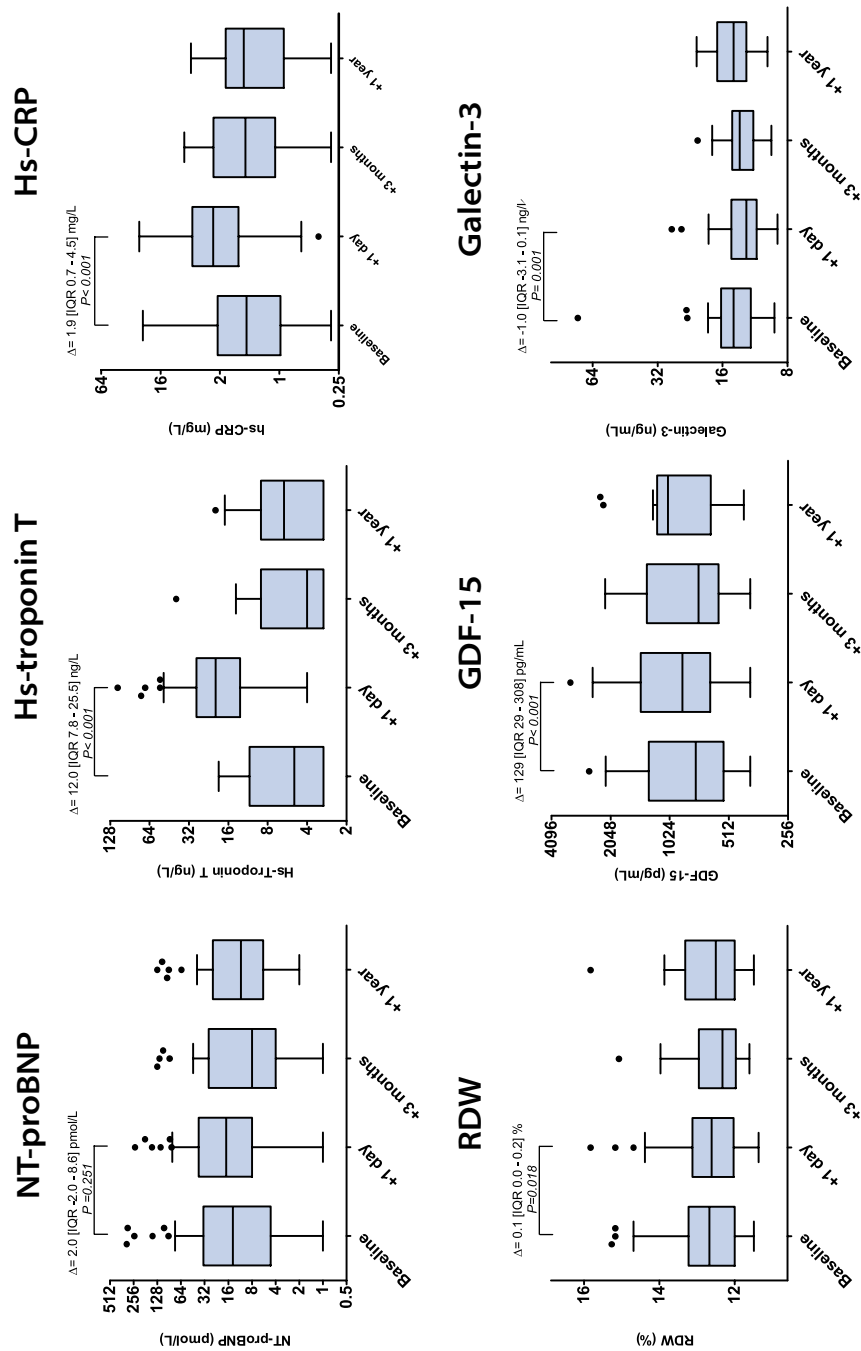 NT-proBNP
Δ= 2.0 [IQR -2.0 - 8.6] pmol/L
P =0.251
NT-proBNP (pmol/L)
512
256
128
64
32
16
8
4
2
1
0.5
Baseline
+1 day
+3 months
+1 year
Hs-troponin T
Δ= 12.0 [IQR 7.8 - 25.5] ng/L
P< 0.001
Hs-Troponin T (ng/L)
128
64
32
16
8
4
2
Baseline
+1 day
+3 months
+1 year
Hs-CRP
Δ= 1.9 [IQR 0.7 - 4.5] mg/L
P< 0.001
hs-CRP (mg/L)
64
16
2
1
0.25
Baseline
+1 day
+3 months
+1 year
RDW
Δ= 0.1 [IQR 0.0 - 0.2] %
P=0.018
RDW (%)
16
14
12
Baseline
+1 day
+3 months
+1 year
GDF-15
Δ= 129 [IQR 29 - 308] pg/mL
P< 0.001
GDF-15 (pg/mL)
4096
2048
1024
512
256
Baseline
+1 day
+3 months
+1 year
Galectin-3
Δ= -1.0 [IQR -3.1 - 0.1] ng/L
P= 0.001
Galectin-3 (ng/mL)
64
32
16
8
Baseline
+1 day
+3 months
+1 year